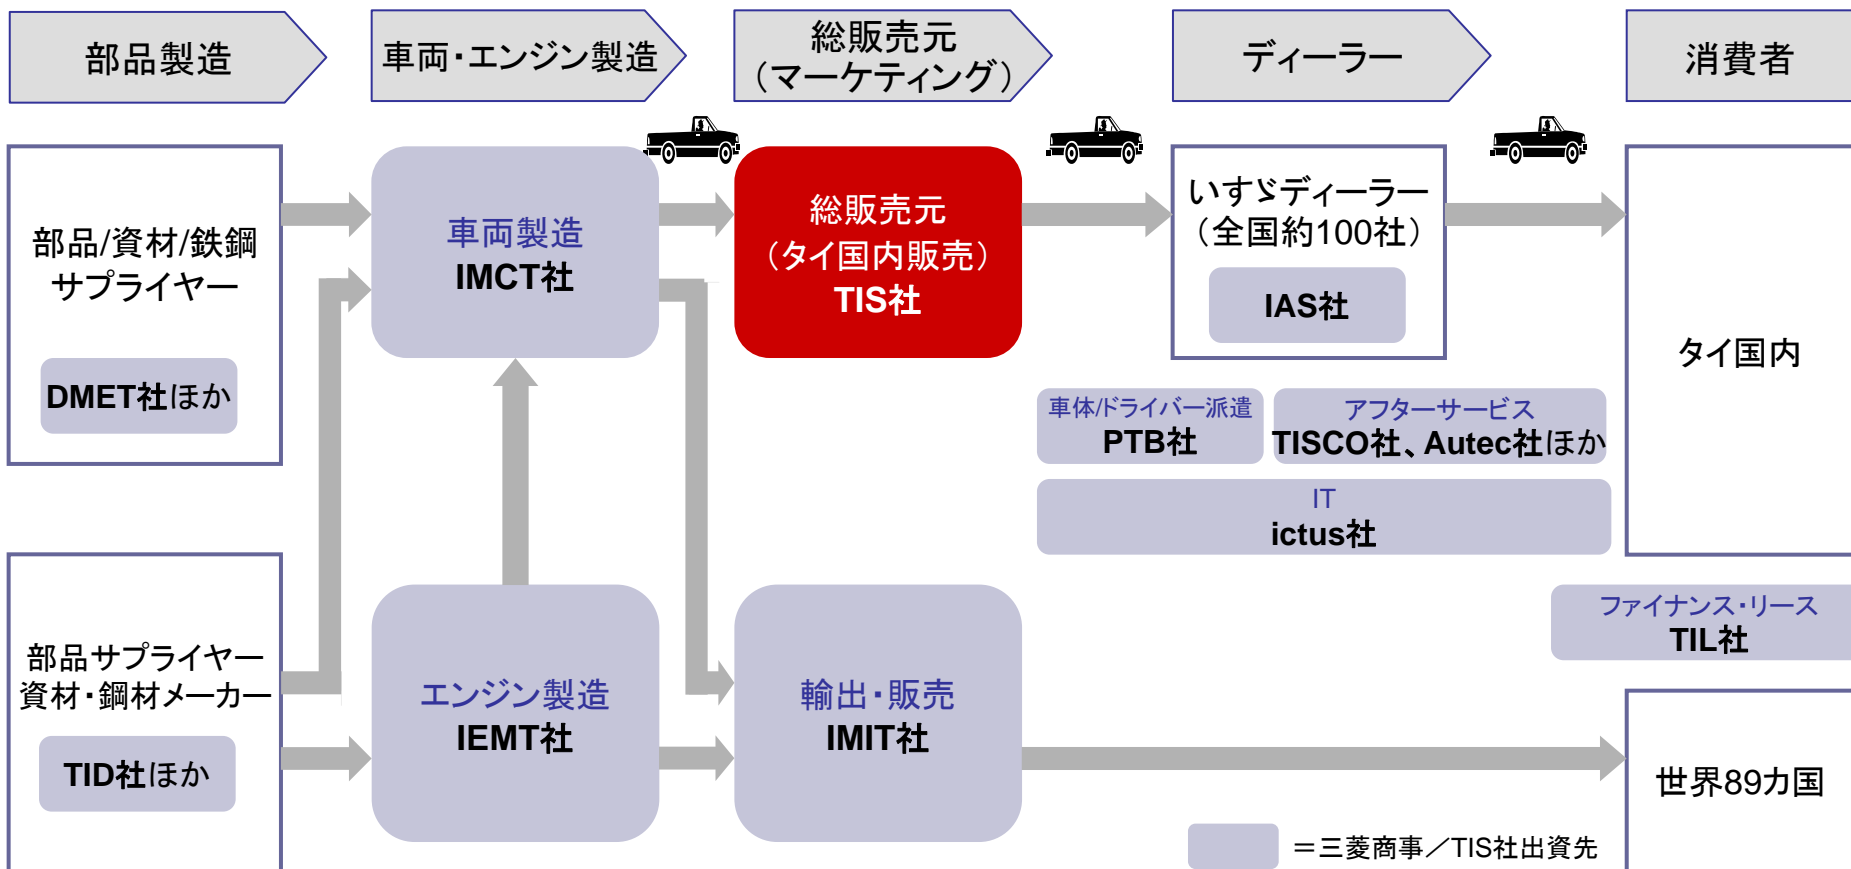 部品製造
車両・エンジン製造
総販売元
（マーケティング）
ディーラー
消費者
部品/資材/鉄鋼
サプライヤー
DMET社ほか
車両製造
IMCT社
総販売元
（タイ国内販売）
TIS社
いすゞディーラー
（全国約100社）
IAS社
タイ国内
車体/ドライバー派遣
PTB社
アフターサービス
TISCO社、Autec社ほか
IT
ictus社
ファイナンス・リース
TIL社
部品サプライヤー
資材・鋼材メーカー
TID社ほか
エンジン製造
IEMT社
輸出・販売
IMIT社
世界89カ国
＝三菱商事／TIS社出資先